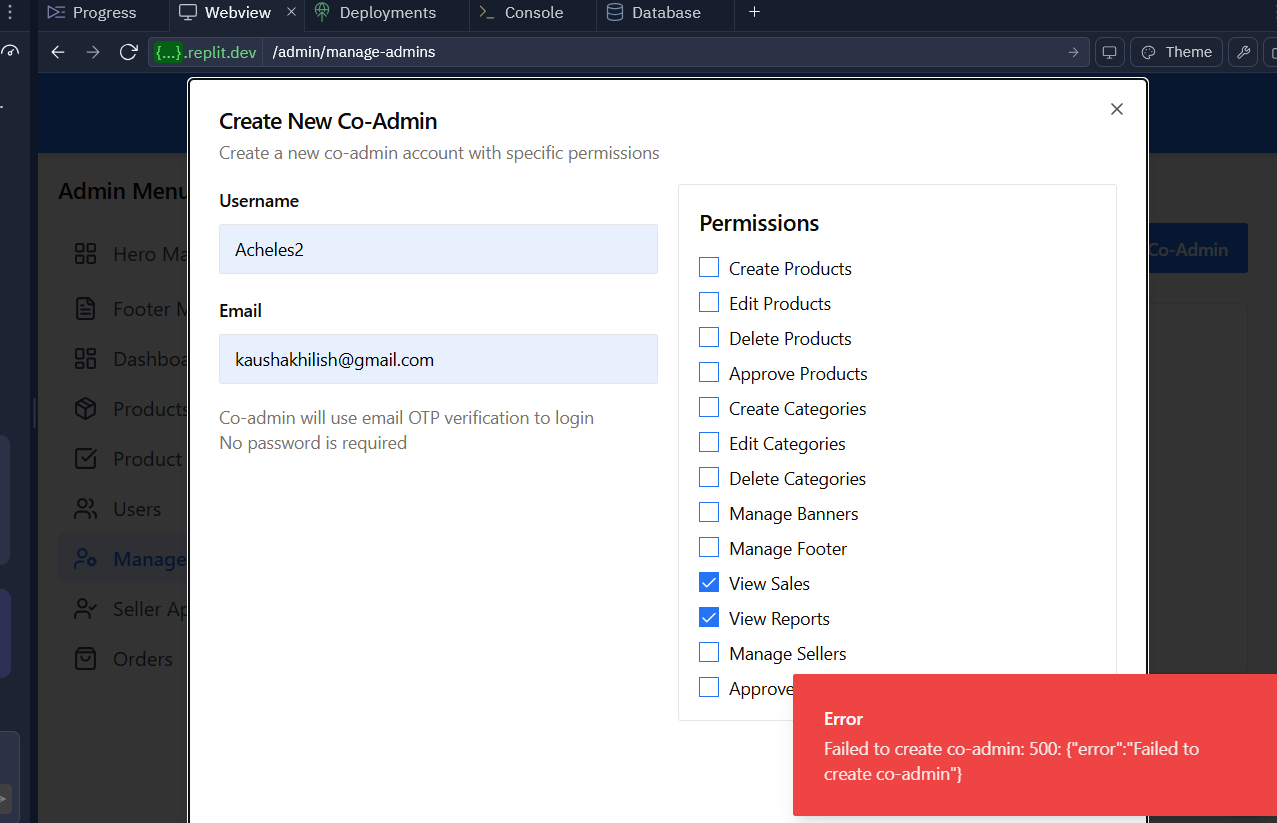 Progress
Webview
Deployments
Console
Database
{...}.replit.dev
/admin/manage-admins
Theme
Create New Co-Admin
Create a new co-admin account with specific permissions
Admin Menu
Hero Ma
Footer M
Dashboa
Products
Product
Users
Manage
Seller Ap
Orders
Username
Acheles2
Email
kaushakhilish@gmail.com
Co-admin will use email OTP verification to login
No password is required
Permissions
Create Products
Edit Products
Delete Products
Approve Products
Create Categories
Edit Categories
Delete Categories
Manage Banners
Manage Footer
View Sales
View Reports
Manage Sellers
Approve
Co-Admin
Error
Failed to create co-admin: 500: {"error":"Failed to
create co-admin"}